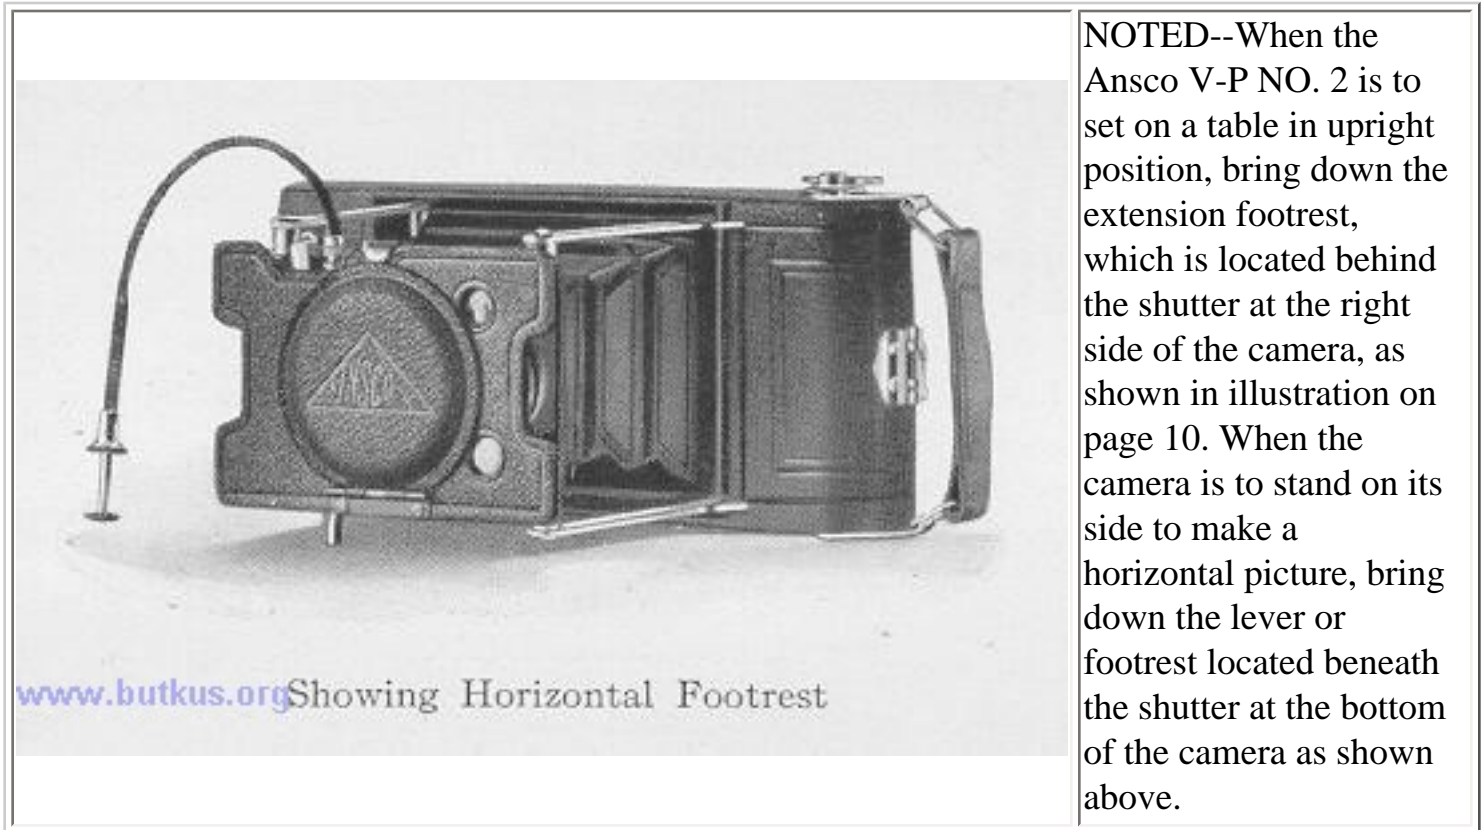 ANSCO
www.butkus.org
Showing Horizontal Footrest
NOTED--When the
Ansco V-P NO. 2 is to
set on a table in upright
position, bring down the
extension footrest,
which is located behind
the shutter at the right
side of the camera, as
shown in illustration on
page 10. When the
camera is to stand on its
side to make a
horizontal picture, bring
down the lever or
footrest located beneath
the shutter at the bottom
of the camera as shown
above.